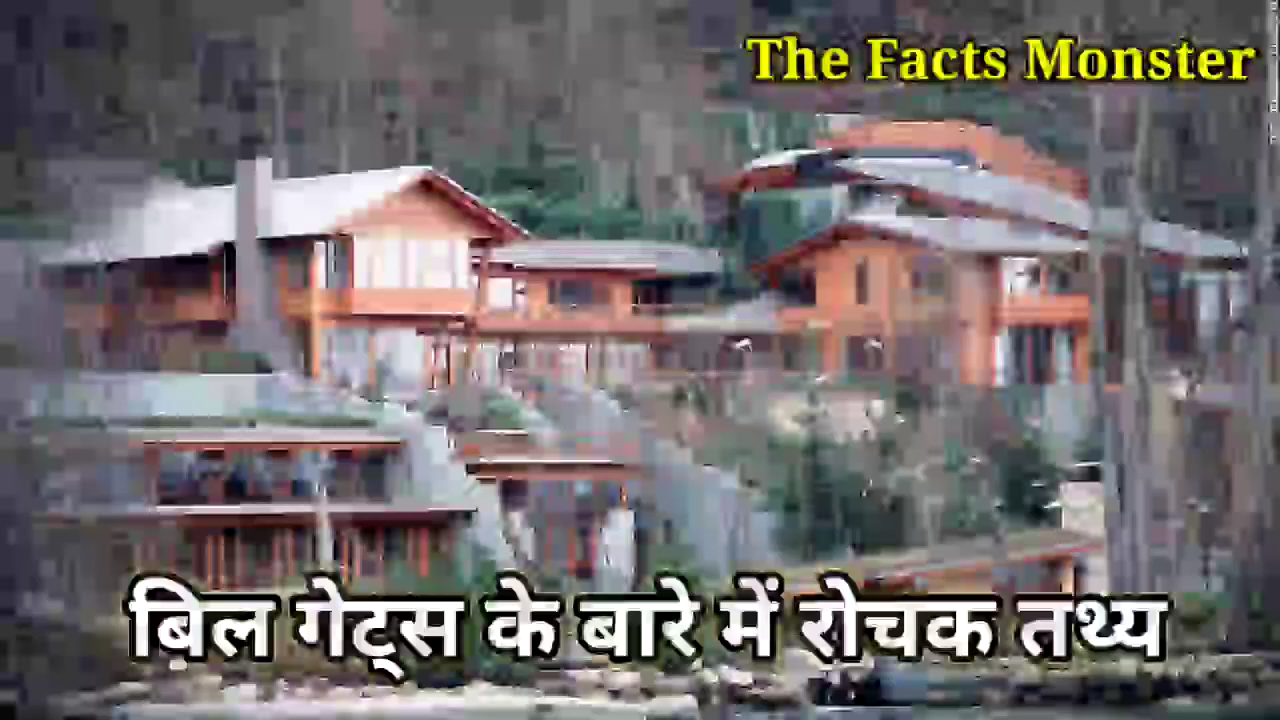 The Facts Monster
बि़ल गेट्स के बारे में रो़चक तथ्य